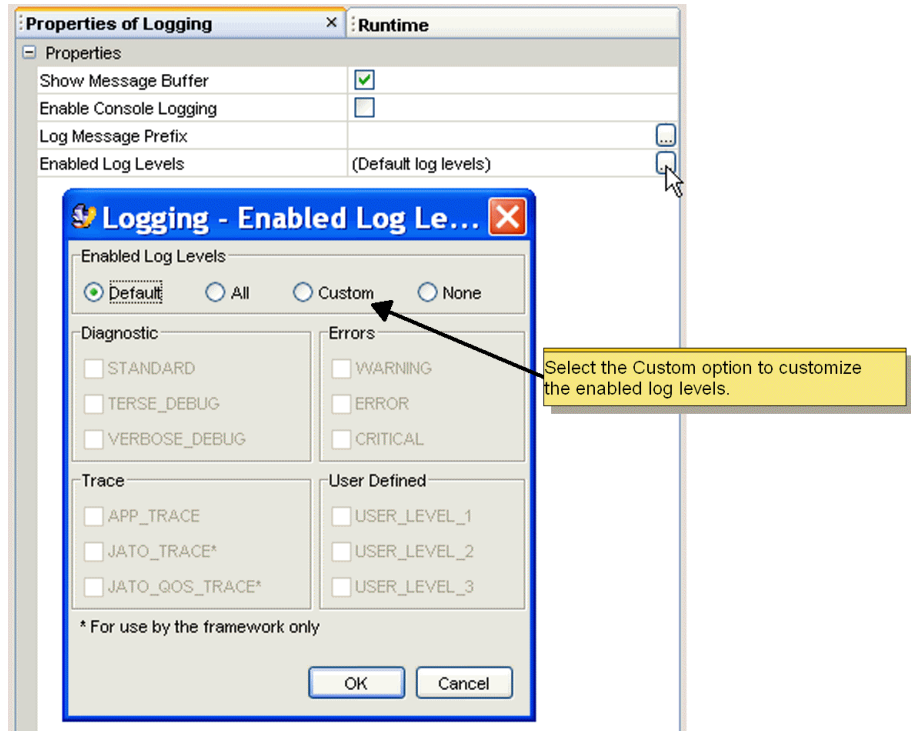 Properties of Logging
Runtime
Properties
Show Message Buffer
Enable Console Logging
Log Message Prefix
...
Enabled Log Levels (Default log levels)
Logging - Enabled Log Le...
Enabled Log Levels
Default All Custom None
Diagnostic
STANDARD
TERSE_DEBUG
VERBOSE_DEBUG
Errors
WARNING
ERROR
CRITICAL
Select the Custom option to customize
the enabled log levels.
Trace
APP_TRACE
JATO_TRACE*
JATO_QOS_TRACE*
User Defined
USER_LEVEL_1
USER_LEVEL_2
USER_LEVEL_3
* For use by the framework only
OK Cancel